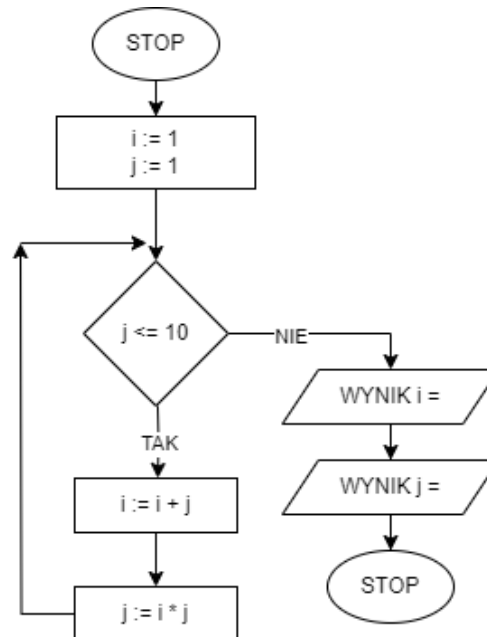 STOP
i := 1
j := 1
j <= 10
NIE
WYNIK i =
TAK
WYNIK j =
i := i + j
STOP
j := i * j